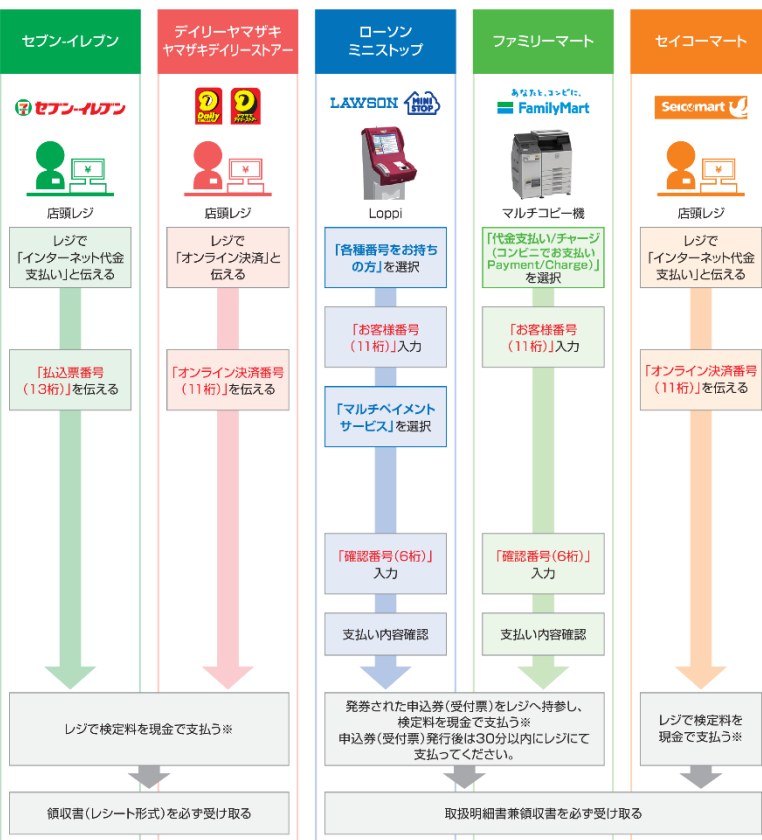 セブン-イレブン
デイリーヤマザキ
ヤマザキデイリーストアー
ローソン
ミニストップ
ファミリーマート
セイコーマート
セブン-イレブン
Daily
LAWSON
MINI
STOP
あなたと、コンビに、
FamilyMart
Seicomart
¥
¥
¥
店頭レジ
店頭レジ
Loppi
マルチコピー機
店頭レジ
レジで
「インターネット代金
支払い」と伝える
レジで
「オンライン決済」と
伝える
「各種番号をお持ち
の方」を選択
「代金支払い/チャージ
(コンビニでお支払い
Payment/Charge)」
を選択
レジで
「インターネット代金
支払い」と伝える
「お客様番号
(11桁)」入力
「お客様番号
(11桁)」入力
「払込票番号
(13桁)」を伝える
「オンライン決済番号
(11桁)」を伝える
「マルチペイメント
サービス」を選択
「オンライン決済番号
(11桁)」を伝える
「確認番号(6桁)」
入力
「確認番号(6桁)」
入力
支払い内容確認
支払い内容確認
レジで検定料を現金で支払う※
発券された申込券(受付票)をレジへ持参し、
検定料を現金で支払う※
申込券(受付票)発行後は30分以内にレジにて
支払ってください。
レジで検定料を
現金で支払う※
領収書(レシート形式)を必ず受け取る
取扱明細書兼領収書を必ず受け取る